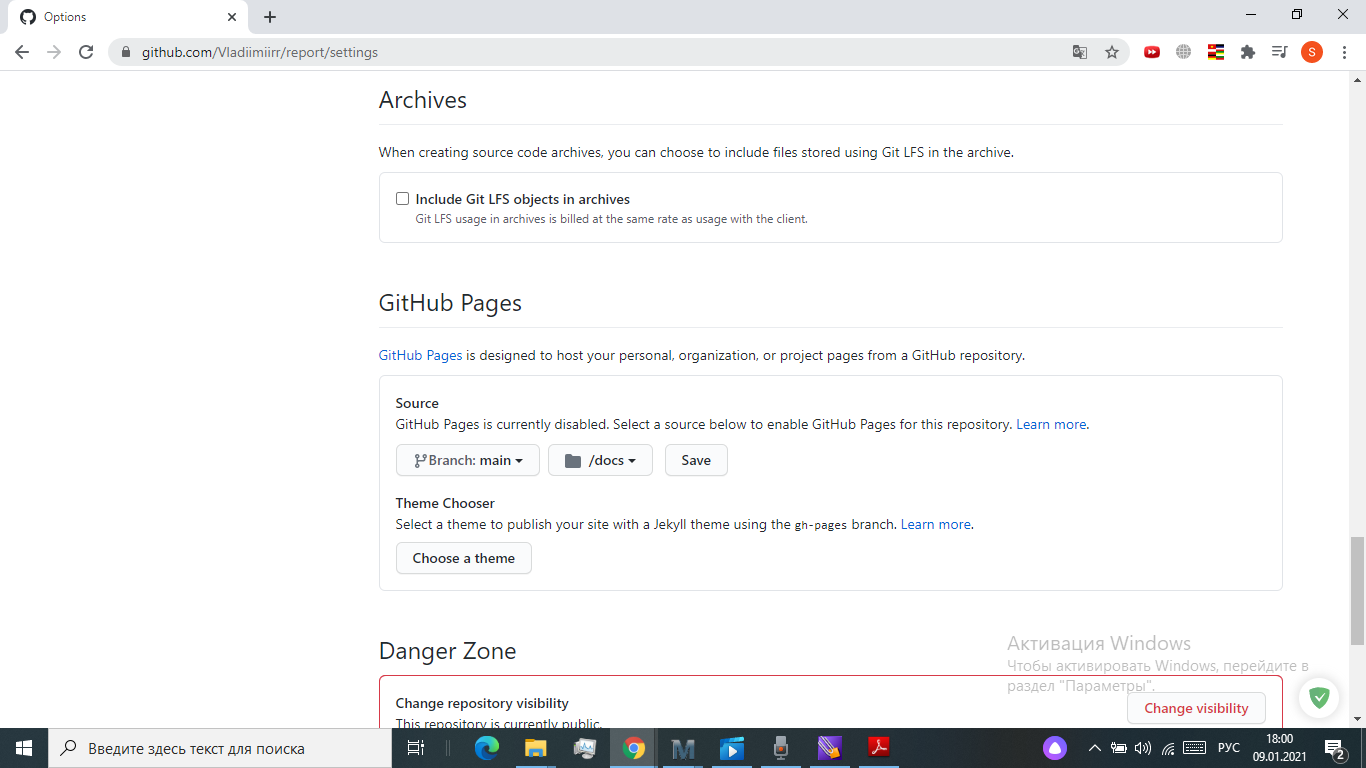 Options
github.com/Vladiimiirr/report/settings
S
Archives
When creating source code archives, you can choose to include files stored using Git LFS in the archive.
Include Git LFS objects in archives
Git LFS usage in archives is billed at the same rate as usage with the client.
GitHub Pages
GitHub Pages is designed to host your personal, organization, or project pages from a GitHub repository.
Source
GitHub Pages is currently disabled. Select a source below to enable GitHub Pages for this repository. Learn more.
Branch: main
/docs
Save
Theme Chooser
Select a theme to publish your site with a Jekyll theme using the gh-pages branch. Learn more.
Choose a theme
Danger Zone
Активация Windows
Чтобы активировать Windows, перейдите в
раздел "Параметры".
Change repository visibility
This repository is currently public.
Change visibility
Введите здесь текст для поиска
M
РУС
18:00
09.01.2021
2